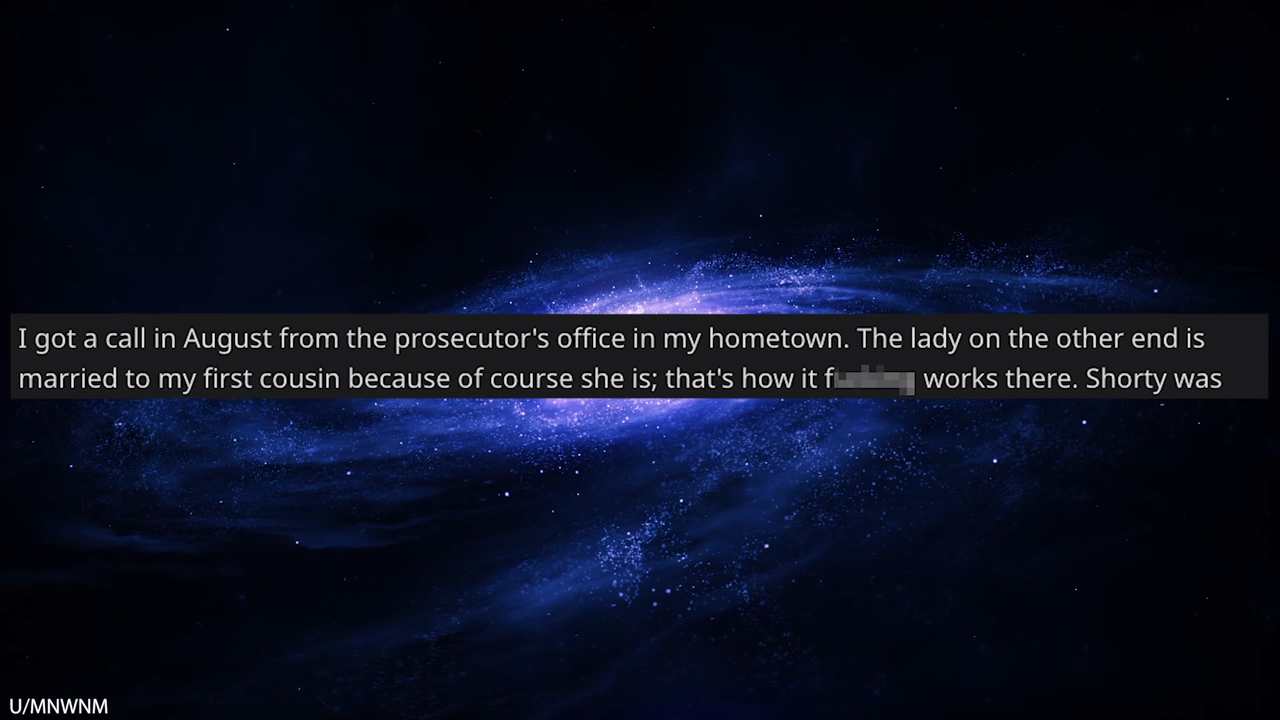 I got a call in August from the prosecutor's office in my hometown. The lady on the other end is
married to my first cousin because of course she is; that's how it f works there. Shorty was
U/MNWNM